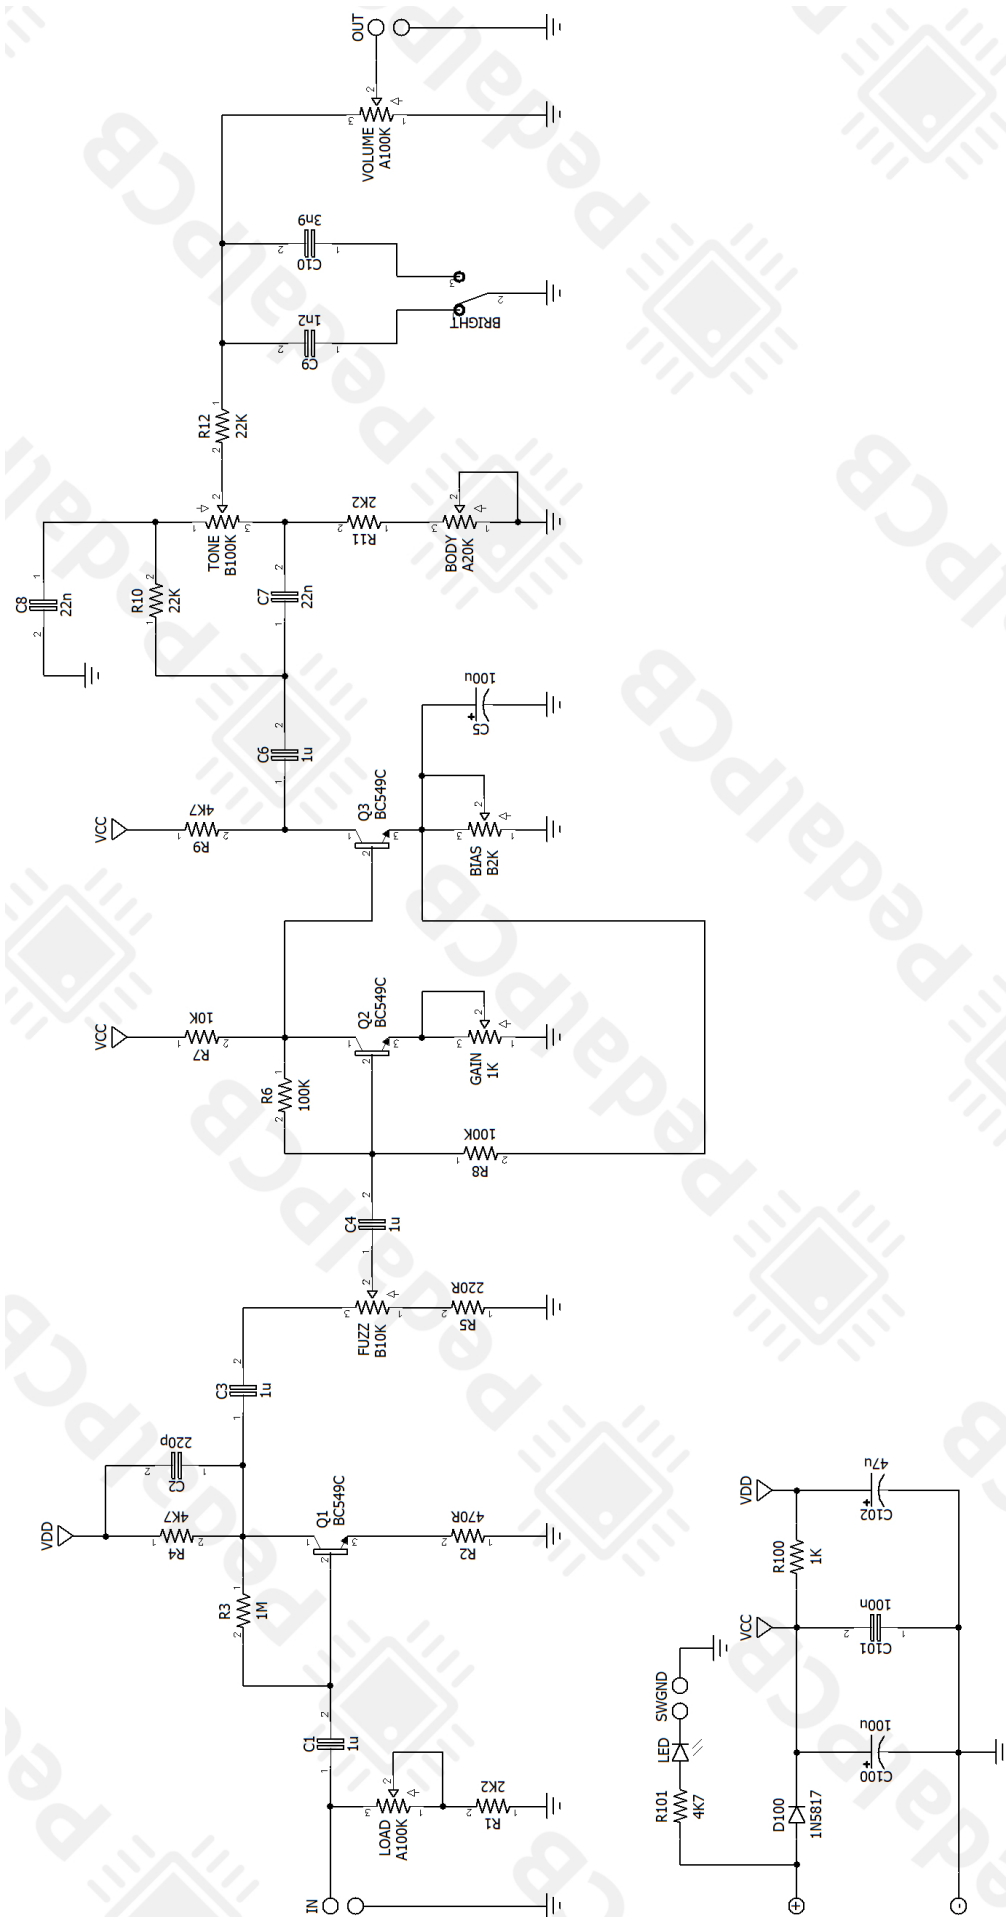 IN
LOAD
A100K
R1
2K2
C1
1u
R3
1M
R4
4K7
VDD
C2
220p
Q1
BC549C
R2
470R
C3
1u
FUZZ
B10K
R5
220R
C4
1u
R6
100K
R8
100K
VCC
R7
10K
Q2
BC549C
GAIN
1K
VCC
R9
4K7
Q3
BC549C
BIAS
B2K
C5
100u
C6
1u
C8
22n
R10
22K
C7
22n
TONE
B100K
R11
2K2
BODY
A20K
R12
22K
C9
1n2
C10
3n9
BRIGHT
VOLUME
A100K
OUT
R101
4K7
LED
SWGND
D100
1N5817
C100
100u
VCC
C101
100n
R100
1K
VDD
C102
47u
+
-
PedalPCB